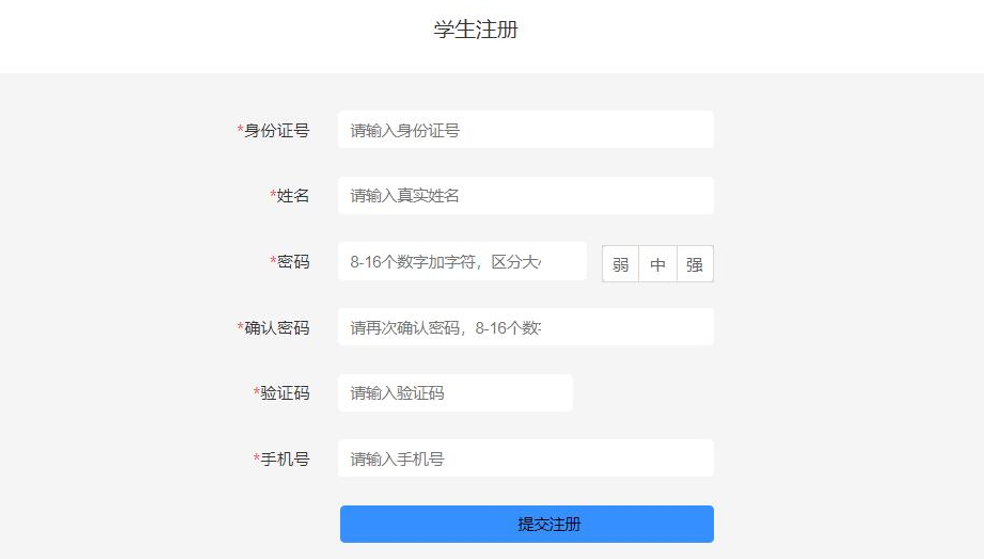 学生注册
*身份证号 请输入身份证号
*姓名 请输入真实姓名
*密码 8-16个数字加字符，区分大 弱 中 强
*确认密码 请再次确认密码，8-16个数
*验证码 请输入验证码
*手机号 请输入手机号
提交注册